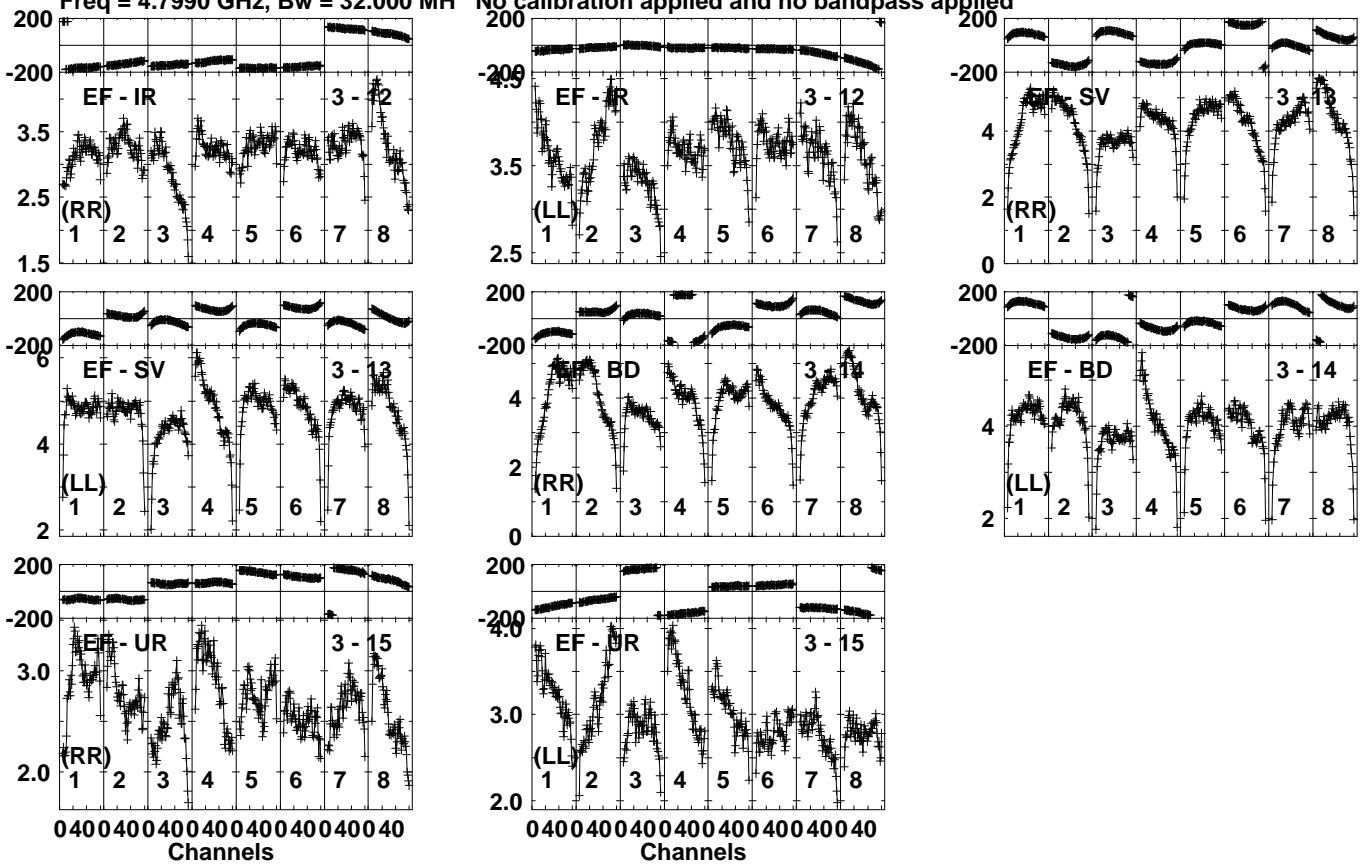 Freq = 4.7990 GHz, Bw = 32.000 MH No calibration applied and no bandpass applied
200
-200
EF - IR 3 - 12
3.5
2.5
(RR)
1 2 3 4 5 6 7 8
1.5
200
-200
4.5
EF - IR 3 - 12
3.5
(LL)
1 2 3 4 5 6 7 8
2.5
200
-200
EF - SV 3 - 13
4
2
(RR)
1 2 3 4 5 6 7 8
0
200
-200
6
EF - SV 3 - 13
4
(LL)
1 2 3 4 5 6 7 8
2
200
-200
EF - BD 3 - 14
4
2
(RR)
1 2 3 4 5 6 7 8
0
200
-200
EF - BD 3 - 14
4
(LL)
1 2 3 4 5 6 7 8
2
200
-200
EF - UR 3 - 15
3.0
(RR)
2.0
1 2 3 4 5 6 7 8
200
-200
4.0
EF - UR 3 - 15
3.0
(LL)
1 2 3 4 5 6 7 8
2.0
0 40 0 40 0 40 0 40 0 40 0 40 0 40 0 40
Channels
0 40 0 40 0 40 0 40 0 40 0 40 0 40 0 40
Channels